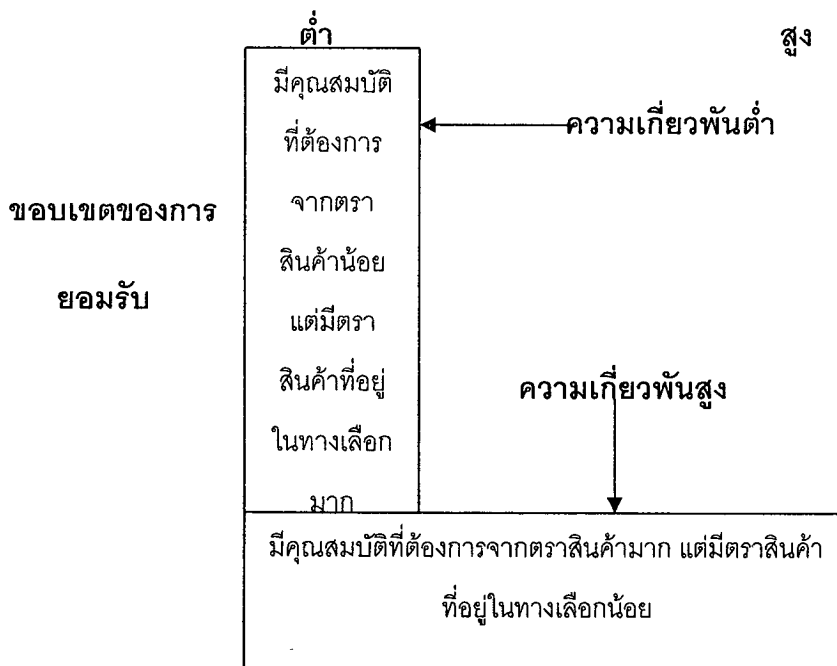 ต่ำ สูง
มีคุณสมบัติ
ที่ต้องการ
จากตรา
สินค้าน้อย
แต่มีตรา
สินค้าที่อยู่
ในทางเลือก
มาก
ความเกี่ยวพันต่ำ
ขอบเขตของการ
ยอมรับ
ความเกี่ยวพันสูง
มีคุณสมบัติที่ต้องการจากตราสินค้ามาก แต่มีตราสินค้า
ที่อยู่ในทางเลือกน้อย